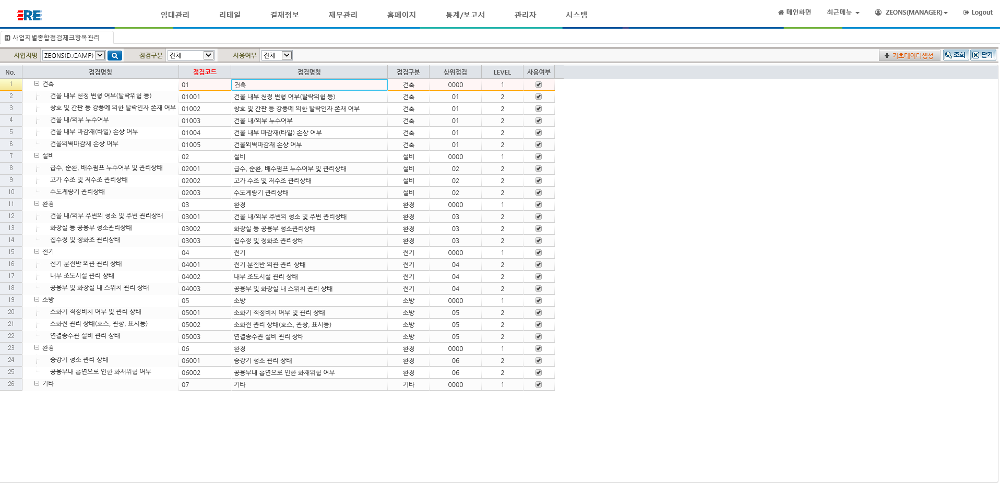 ERE
임대관리 리테일 결재정보 재무관리 홈페이지 통계/보고서 관리자 시스템 메인화면 최근메뉴 ZEONS(MANAGER) Logout
사업지별종합점검체크항목관리
사업지명 ZEONS(D.CAMP) 점검구분 전체 사용여부 전체 기초데이터생성 조회 닫기
No. 점검명칭 점검코드 점검명칭 점검구분 상위점검 LEVEL 사용여부
1 건축 01 건축 건축 0000 1
2 건물 내부 천정 변형 여부(탈락위험 등) 01001 건물 내부 천정 변형 여부(탈락위험 등) 건축 01 2
3 창호 및 간판 등 강풍에 의한 탈락인자 존재 여부 01002 창호 및 간판 등 강풍에 의한 탈락인자 존재 여부 건축 01 2
4 건물 내/외부 누수여부 01003 건물 내/외부 누수여부 건축 01 2
5 건물 내부 마감재(타일) 손상 여부 01004 건물 내부 마감재(타일) 손상 여부 건축 01 2
6 건물외벽마감재 손상 여부 01005 건물외벽마감재 손상 여부 건축 01 2
7 설비 02 설비 설비 0000 1
8 급수, 순환, 배수펌프 누수여부 및 관리상태 02001 급수, 순환, 배수펌프 누수여부 및 관리상태 설비 02 2
9 고가 수조 및 저수조 관리상태 02002 고가 수조 및 저수조 관리상태 설비 02 2
10 수도계량기 관리상태 02003 수도계량기 관리상태 설비 02 2
11 환경 03 환경 환경 0000 1
12 건물 내/외부 주변의 청소 및 주변 관리상태 03001 건물 내/외부 주변의 청소 및 주변 관리상태 환경 03 2
13 화장실 등 공용부 청소관리상태 03002 화장실 등 공용부 청소관리상태 환경 03 2
14 집수정 및 정화조 관리상태 03003 집수정 및 정화조 관리상태 환경 03 2
15 전기 04 전기 전기 0000 1
16 전기 분전반 외관 관리 상태 04001 전기 분전반 외관 관리 상태 전기 04 2
17 내부 조도시설 관리 상태 04002 내부 조도시설 관리 상태 전기 04 2
18 공용부 및 화장실 내 스위치 관리 상태 04003 공용부 및 화장실 내 스위치 관리 상태 전기 04 2
19 소방 05 소방 소방 0000 1
20 소화기 적정비치 여부 및 관리 상태 05001 소화기 적정비치 여부 및 관리 상태 소방 05 2
21 소화전 관리 상태(호스, 관창, 표시등) 05002 소화전 관리 상태(호스, 관창, 표시등) 소방 05 2
22 연결송수관 설비 관리 상태 05003 연결송수관 설비 관리 상태 소방 05 2
23 환경 06 환경 환경 0000 1
24 승강기 청소 관리 상태 06001 승강기 청소 관리 상태 환경 06 2
25 공용부내 흡연으로 인한 화재위험 여부 06002 공용부내 흡연으로 인한 화재위험 여부 환경 06 2
26 기타 07 기타 기타 0000 1